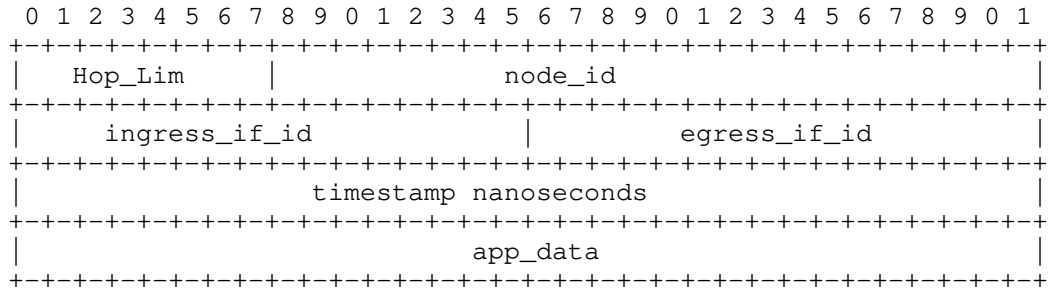 0 1 2 3 4 5 6 7 8 9 0 1 2 3 4 5 6 7 8 9 0 1 2 3 4 5 6 7 8 9 0 1
+-+-+-+-+-+-+-+-+-+-+-+-+-+-+-+-+-+-+-+-+-+-+-+-+-+-+-+-+-+-+-+-+
|   Hop_Lim     |              node_id                          |
+-+-+-+-+-+-+-+-+-+-+-+-+-+-+-+-+-+-+-+-+-+-+-+-+-+-+-+-+-+-+-+-+
|     ingress_if_id             |         egress_if_id          |
+-+-+-+-+-+-+-+-+-+-+-+-+-+-+-+-+-+-+-+-+-+-+-+-+-+-+-+-+-+-+-+-+
|                  timestamp nanoseconds                        |
+-+-+-+-+-+-+-+-+-+-+-+-+-+-+-+-+-+-+-+-+-+-+-+-+-+-+-+-+-+-+-+-+
|                            app_data                           |
+-+-+-+-+-+-+-+-+-+-+-+-+-+-+-+-+-+-+-+-+-+-+-+-+-+-+-+-+-+-+-+-+